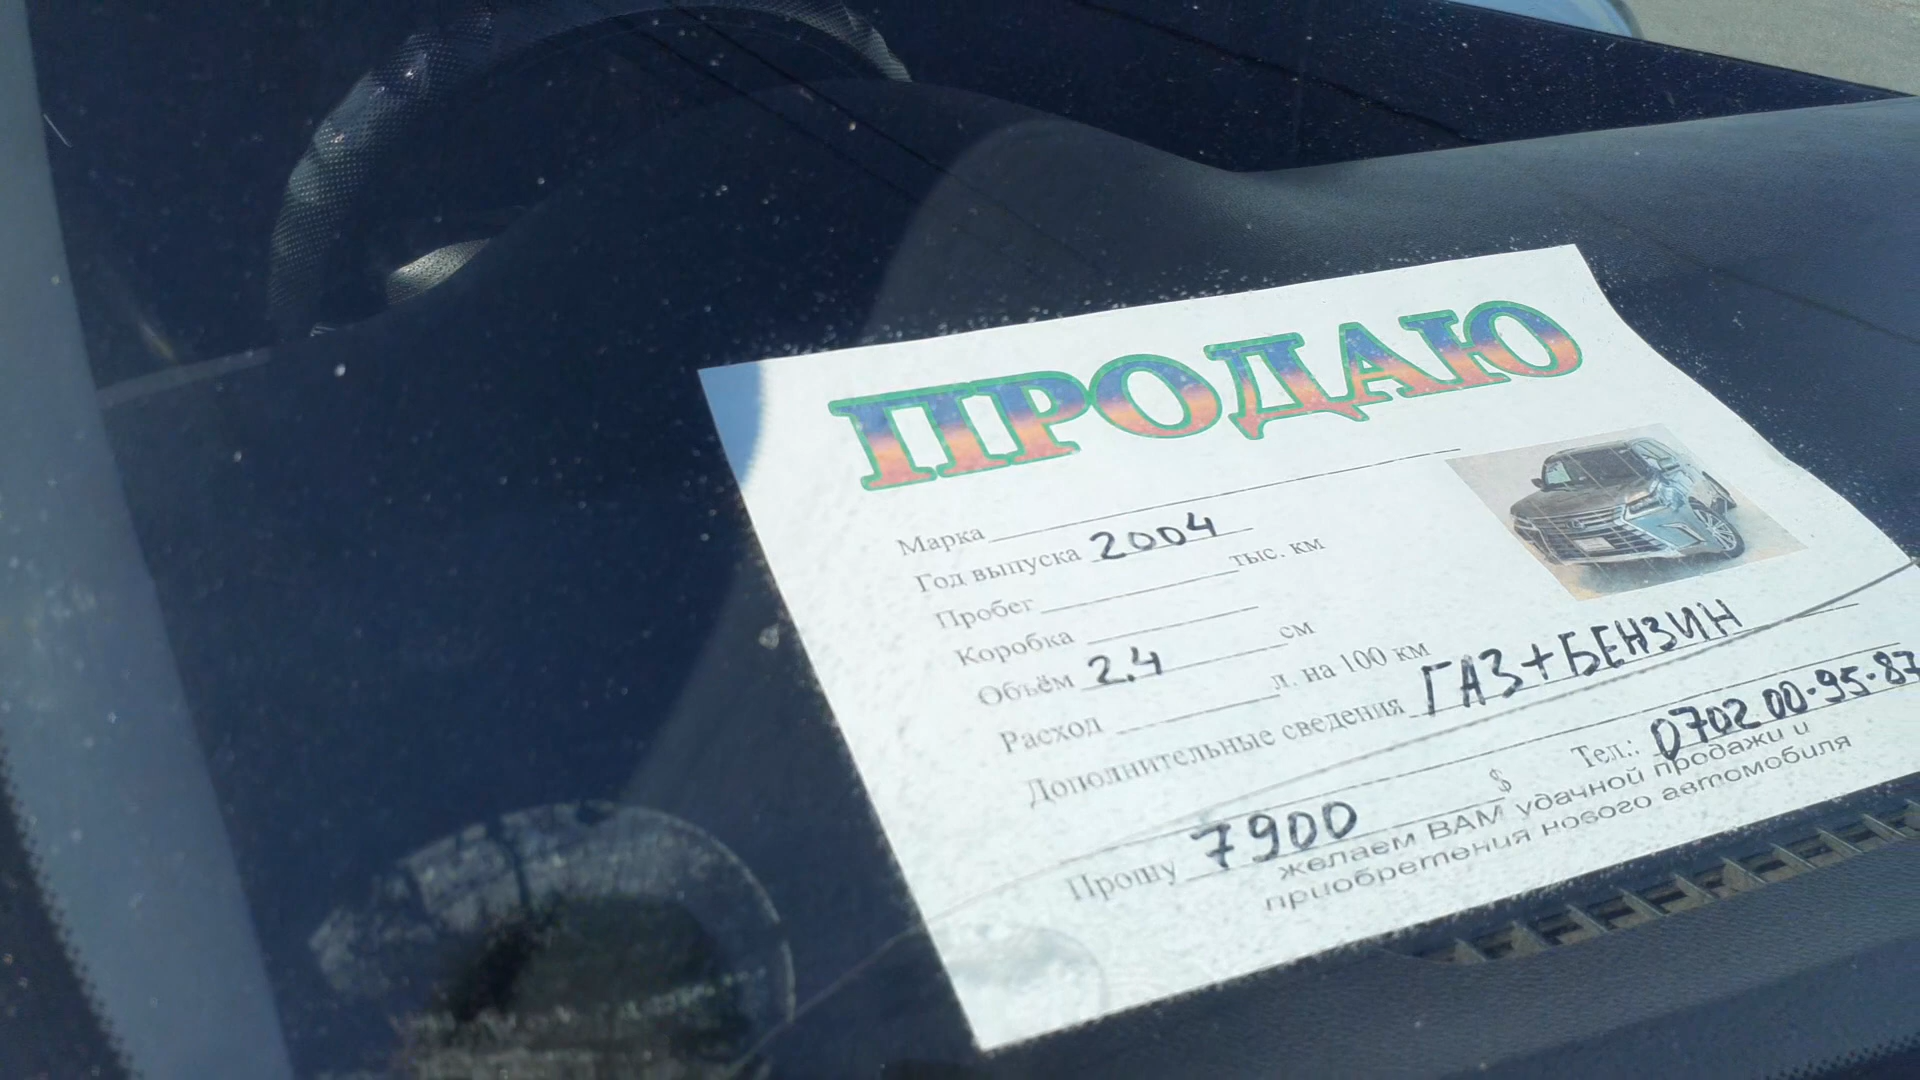 ПРОДАЮ
Марка
Год выпуска 2004
Пробег тыс. км
Коробка
Объём 2.4 см
Расход л. на 100 км
Дополнительные сведения ГАЗ+БЕНЗИН
Прошу 7900 $ Тел.: 0702 00-95-87
желаем ВАМ удачной продажи и
приобретения нового автомобиля